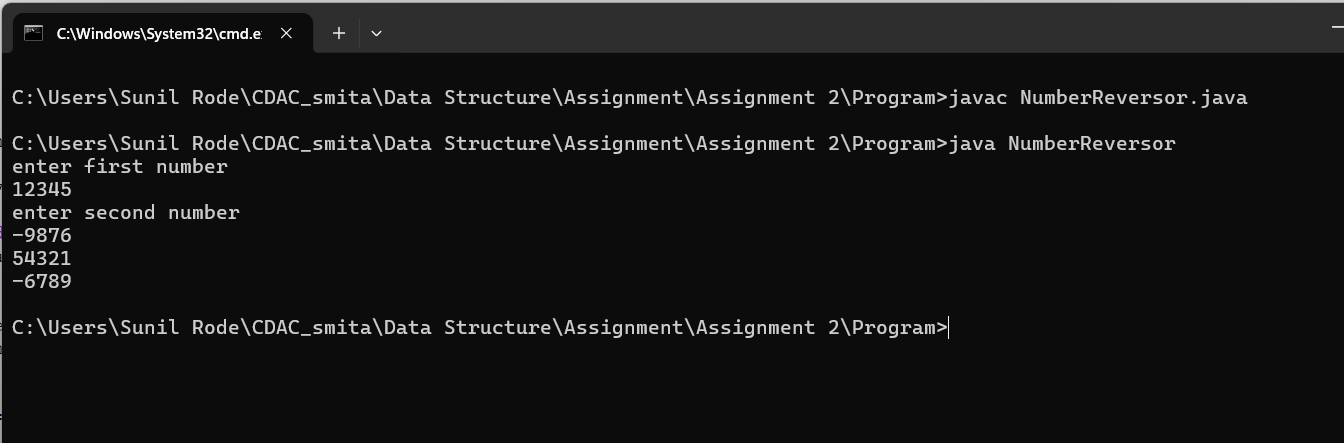 C:\Windows\System32\cmd.e
C:\Users\Sunil Rode\CDAC_smita\Data Structure\Assignment\Assignment 2\Program>javac NumberReversor.java
C:\Users\Sunil Rode\CDAC_smita\Data Structure\Assignment\Assignment 2\Program>java NumberReversor
enter first number
12345
enter second number
-9876
54321
-6789
C:\Users\Sunil Rode\CDAC_smita\Data Structure\Assignment\Assignment 2\Program>